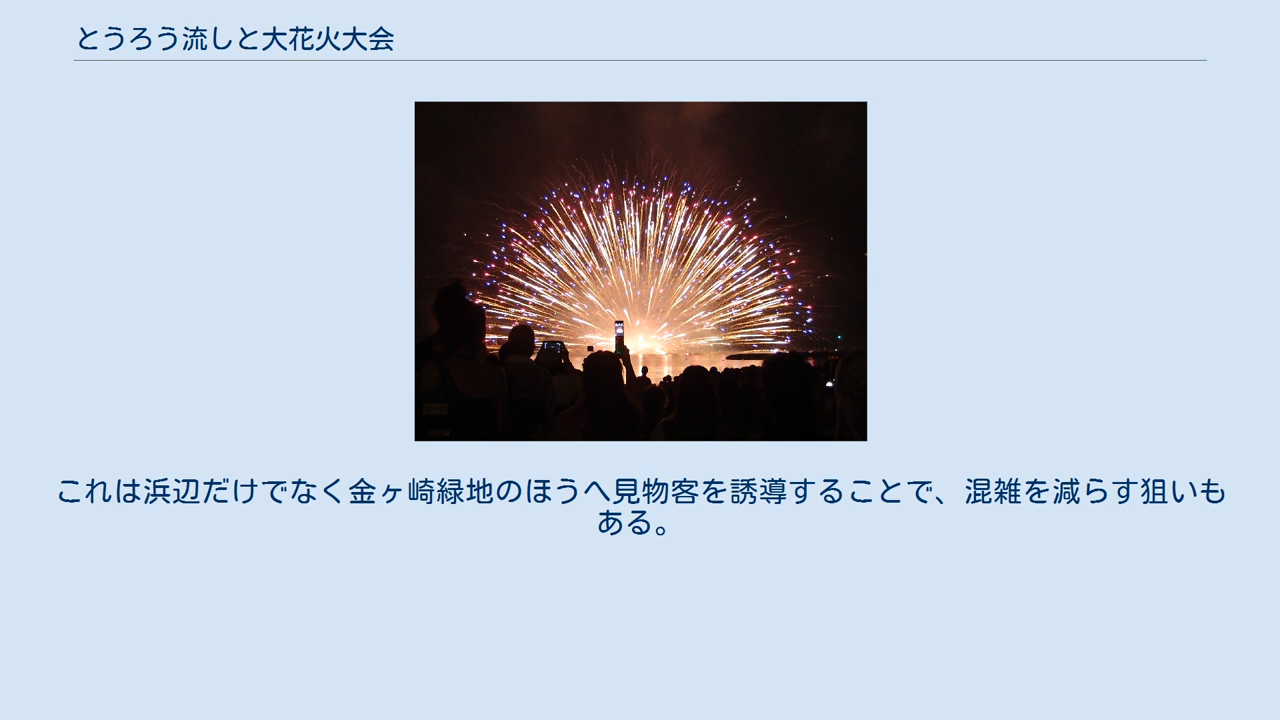 とうろう流しと大花火大会
これは浜辺だけでなく金ヶ崎緑地のほうへ見物客を誘導することで、混雑を減らす狙いも
ある。